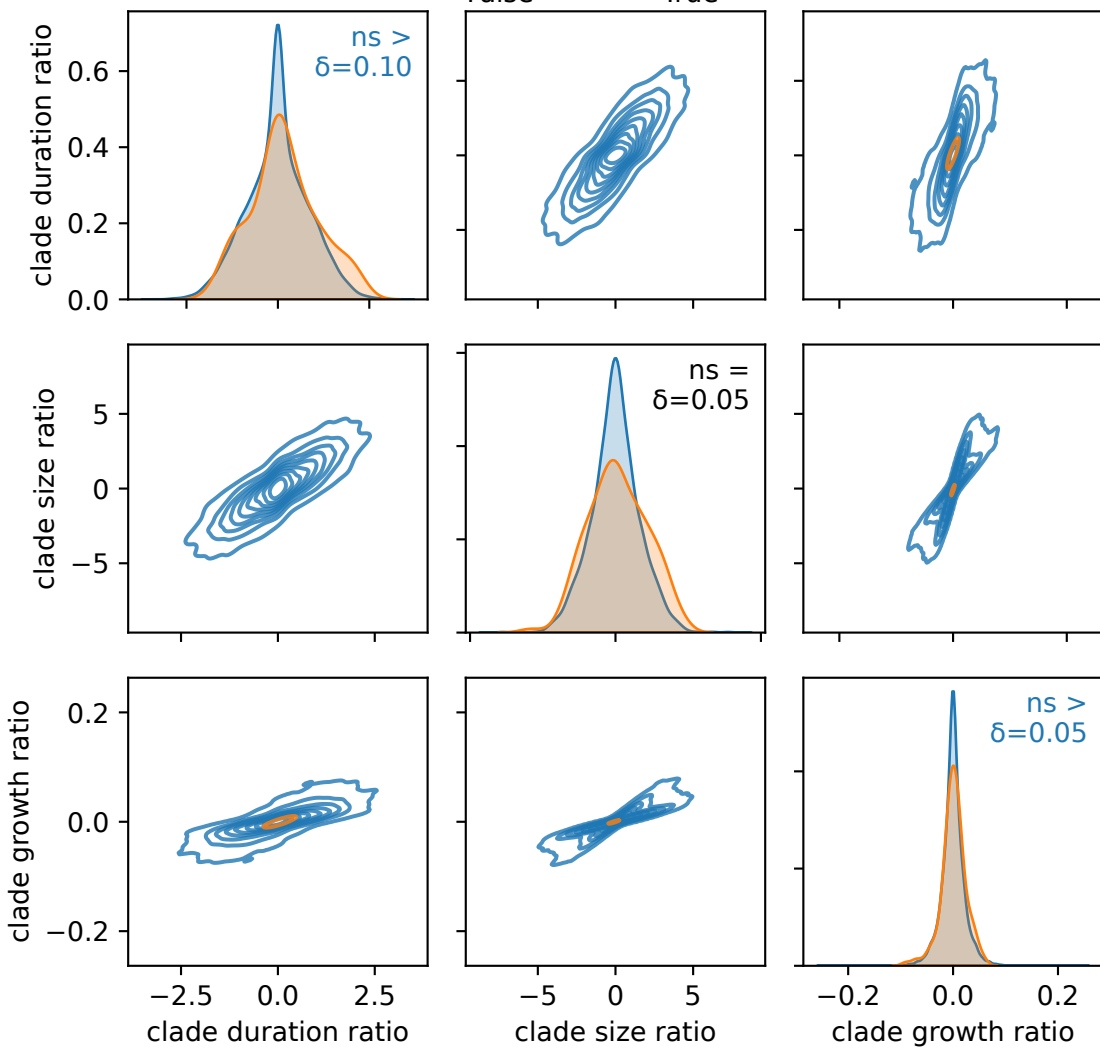 clade duration ratio
0.6
0.4
0.2
0.0
ns >
δ=0.10
clade size ratio
5
0
−5
ns =
δ=0.05
clade growth ratio
0.2
0.0
−0.2
ns >
δ=0.05
−2.5
0.0
2.5
−5
0
5
−0.2
0.0
0.2
clade duration ratio
clade size ratio
clade growth ratio